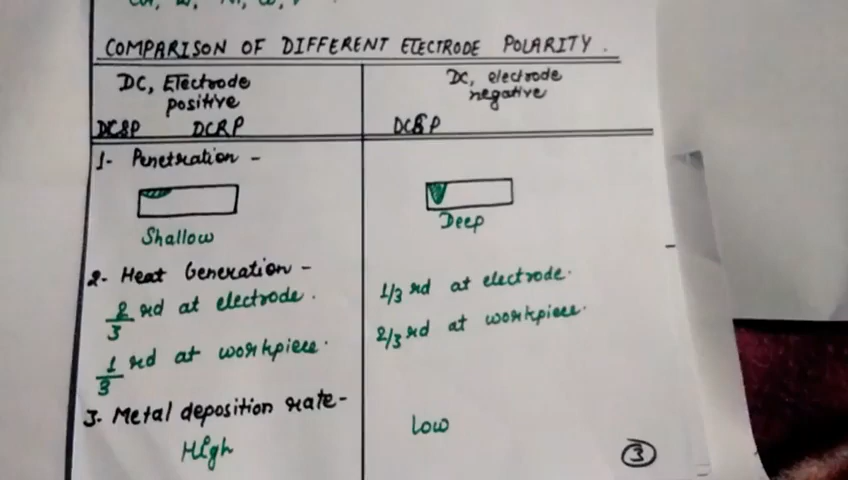 COMPARISON OF DIFFERENT ELECTRODE POLARITY.
DC, Electrode positive
DCSP DCRP
DC, electrode negative
DCSP
1- Penetration -
Shallow
Deep
2- Heat Generation -
2/3 rd at electrode.
1/3 rd at workpiece.
1/3 rd at electrode.
2/3 rd at workpiece.
3- Metal deposition rate-
High
Low
3